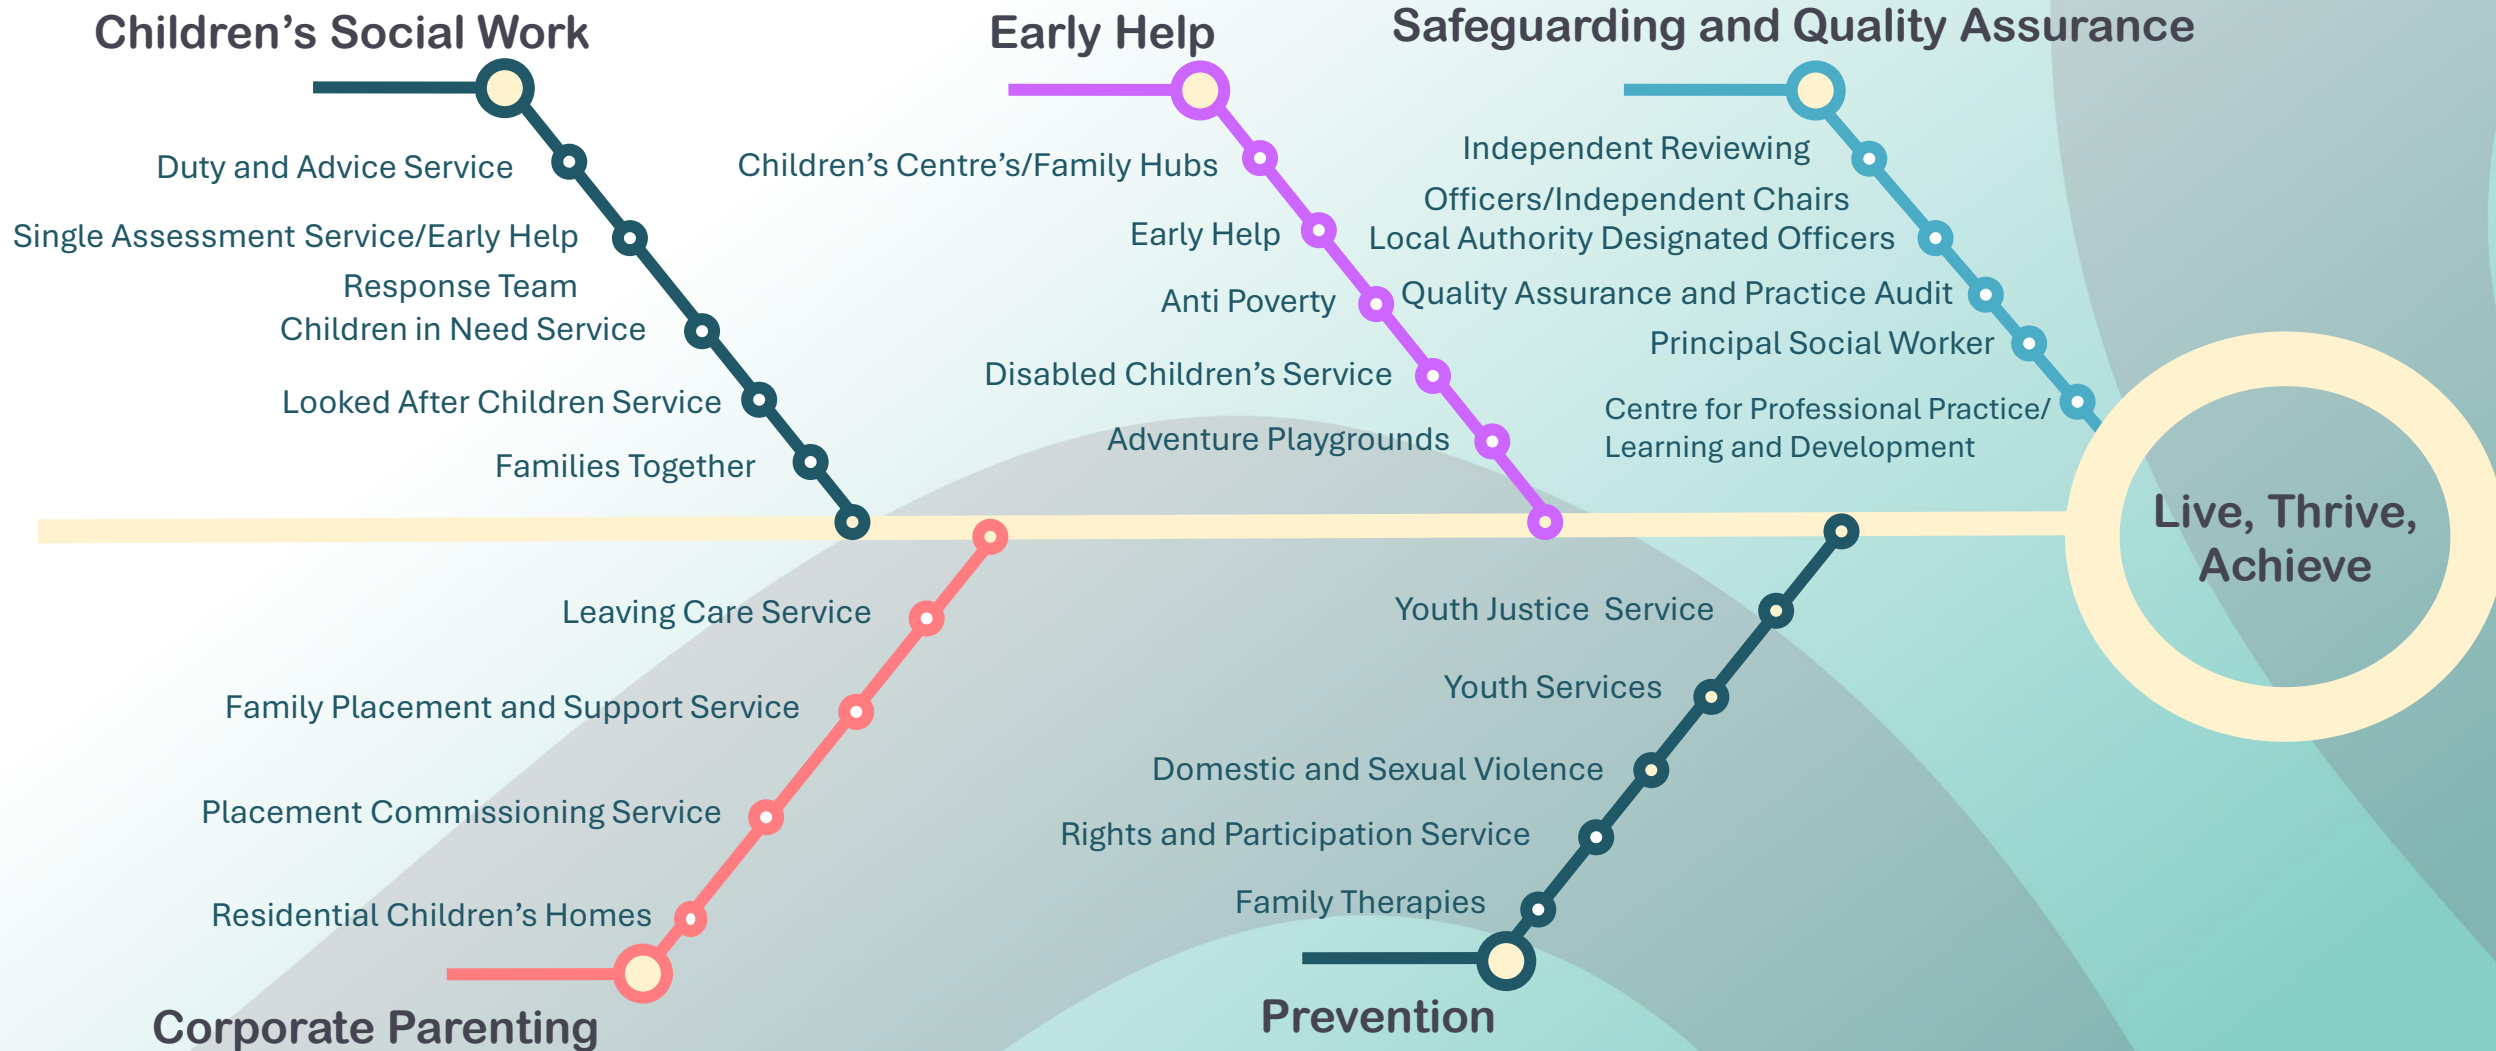 Children's Social Work
Duty and Advice Service
Single Assessment Service/Early Help
Response Team
Children in Need Service
Looked After Children Service
Families Together
Early Help
Children's Centre's/Family Hubs
Early Help
Anti Poverty
Disabled Children's Service
Adventure Playgrounds
Safeguarding and Quality Assurance
Independent Reviewing
Officers/Independent Chairs
Local Authority Designated Officers
Quality Assurance and Practice Audit
Principal Social Worker
Centre for Professional Practice/
Learning and Development
Live, Thrive,
Achieve
Leaving Care Service
Family Placement and Support Service
Placement Commissioning Service
Residential Children's Homes
Corporate Parenting
Youth Justice  Service
Youth Services
Domestic and Sexual Violence
Rights and Participation Service
Family Therapies
Prevention